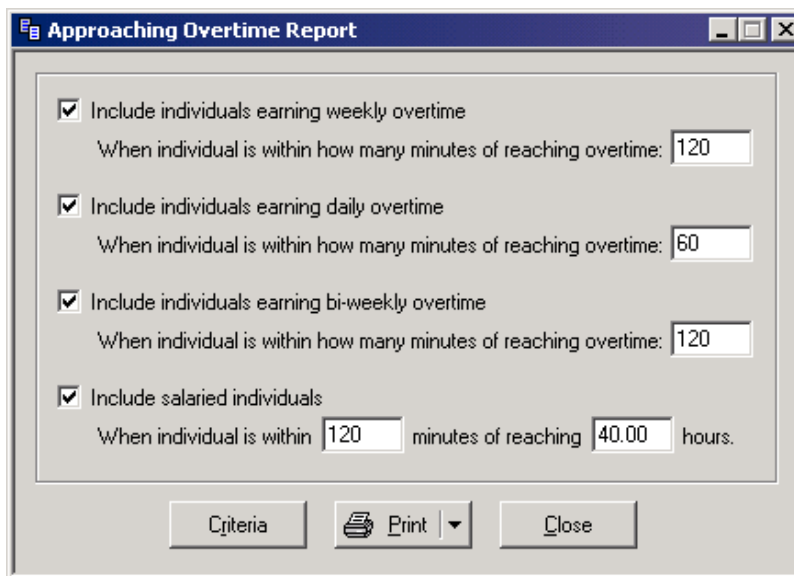 Approaching Overtime Report
Include individuals earning weekly overtime
When individual is within how many minutes of reaching overtime: 120
Include individuals earning daily overtime
When individual is within how many minutes of reaching overtime: 60
Include individuals earning bi-weekly overtime
When individual is within how many minutes of reaching overtime: 120
Include salaried individuals
When individual is within 120 minutes of reaching 40.00 hours.
Criteria Print Close